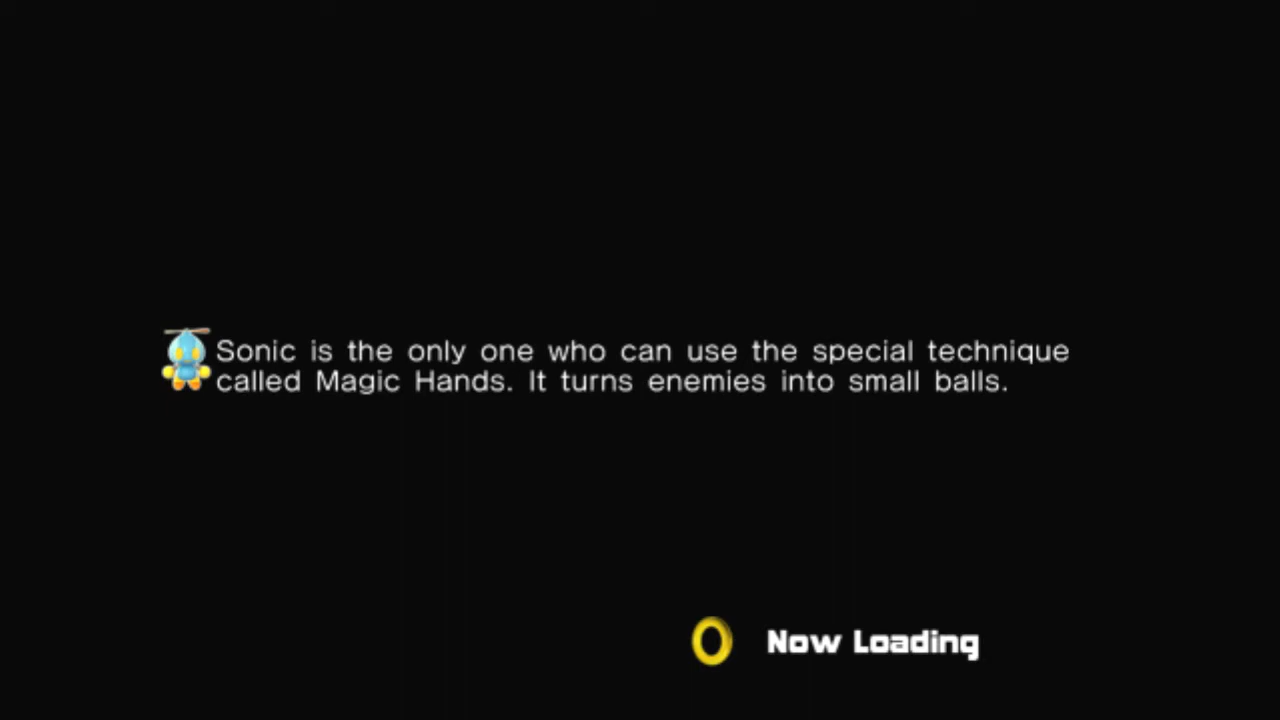 Sonic is the only one who can use the special technique
called Magic Hands. It turns enemies into small balls.
Now Loading